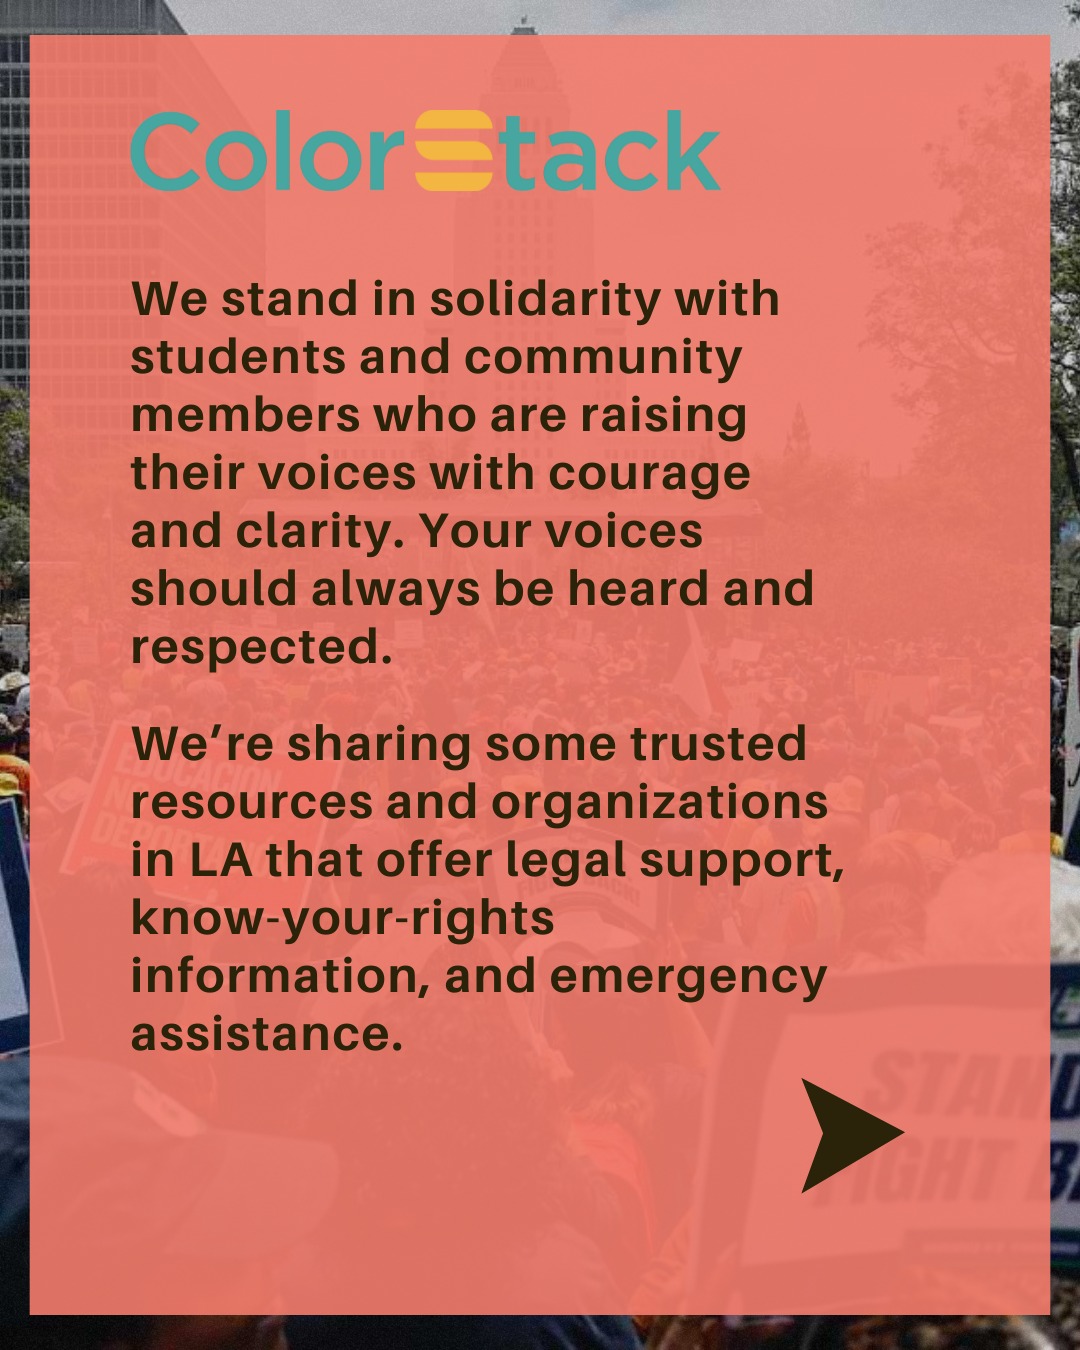 ColorStack
We stand in solidarity with
students and community
members who are raising
their voices with courage
and clarity. Your voices
should always be heard and
respected.
We’re sharing some trusted
resources and organizations
in LA that offer legal support,
know-your-rights
information, and emergency
assistance.
EDUCACION
STAND
FIGHT B